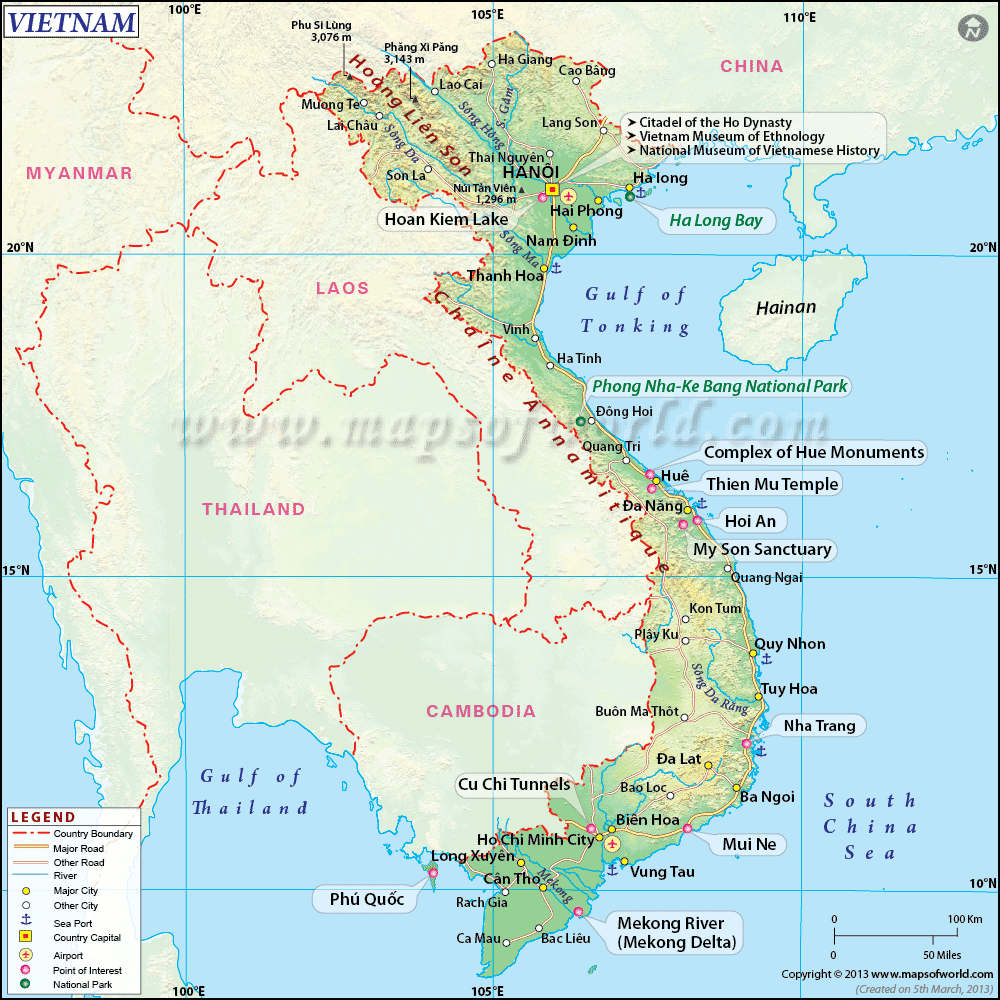 VIETNAM
100°E
105°E
110°E
N
Phu Si Lùng
3,076 m
Phăng Xi Păng
3,143 m
Ha Giang
Cao Bằng
CHINA
Hoang Liên Son
Lao Cai
Muong Te
Lai Châu
Sông Da
Sông Hông
S. Gâm
Lang Son
➤ Citadel of the Ho Dynasty
➤ Vietnam Museum of Ethnology
➤ National Museum of Vietnamese History
MYANMAR
Thai Nguyên
HANÔI
Son La
Núi Tản Viên
1,296 m
Ha long
Hoan Kiem Lake
Hai Phong
Ha Long Bay
Nam Đinh
Sông Ma
20°N
20°N
Thanh Hoa
LAOS
Gulf of
Tonking
Hainan
Chaîne Annamitique
Vinh
Ha Tinh
Phong Nha-Ke Bang National Park
www.mapsofworld.com
Đông Hoi
Quang Tri
Complex of Hue Monuments
Huê
Thien Mu Temple
THAILAND
Đa Năng
Hoi An
My Son Sanctuary
15°N
15°N
Quang Ngai
Kon Tum
Plây Ku
Quy Nhon
Sông Da Răng
Tuy Hoa
CAMBODIA
Buôn Ma Thôt
Nha Trang
Đa Lat
Gulf of
Thailand
Cu Chi Tunnels
Bao Loc
Ba Ngoi
South
China
Sea
Biên Hoa
Ho Chi Minh City
Mui Ne
Long Xuyên
Vung Tau
Cân Tho
Mekong
10°N
Phú Quốc
Rach Gia
Mekong River
(Mekong Delta)
Ca Mau
Bac Liêu
LEGEND
Country Boundary
Major Road
Other Road
River
Major City
Other City
Sea Port
Country Capital
Airport
Point of Interest
National Park
0
100 Km
0
50 Miles
100°E
105°E
Copyright © 2013 www.mapsofworld.com
(Created on 5th March, 2013)